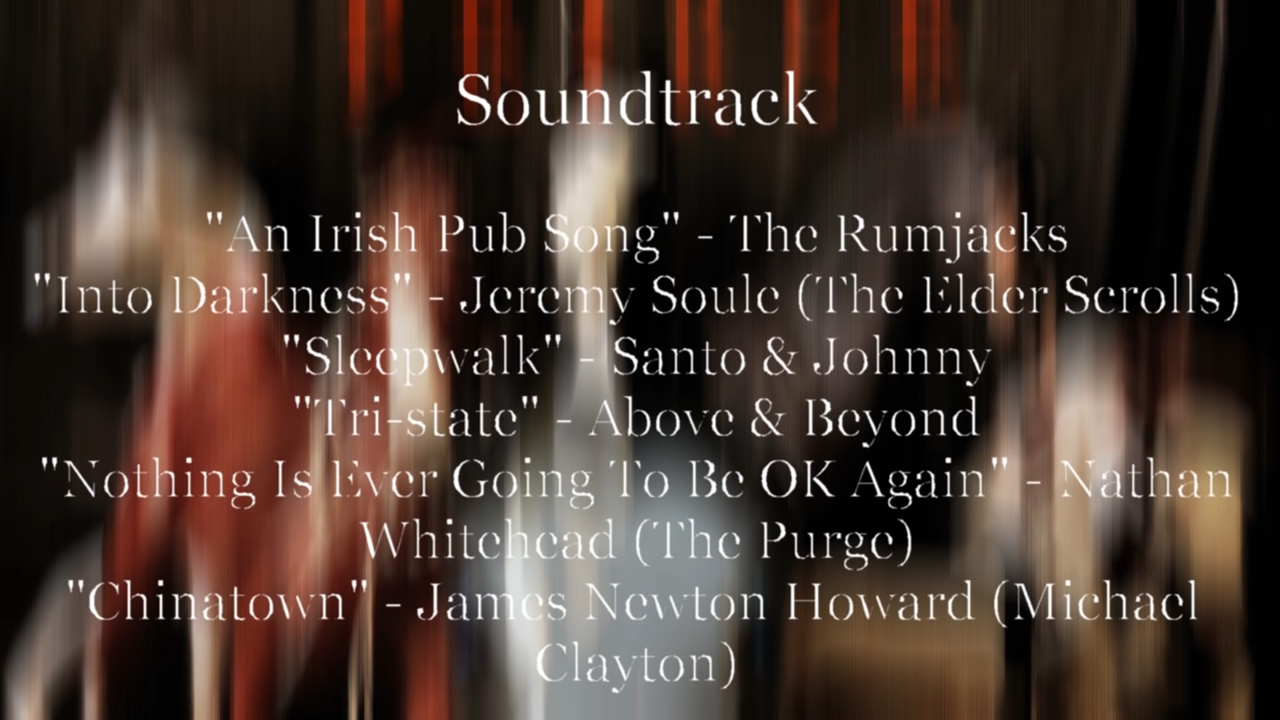 Soundtrack
"An Irish Pub Song" - The Rumjacks
"Into Darkness" - Jeremy Soule (The Elder Scrolls)
"Sleepwalk" - Santo & Johnny
"Tri-state" - Above & Beyond
"Nothing Is Ever Going To Be OK Again" - Nathan
Whitehead (The Purge)
"Chinatown" - James Newton Howard (Michael
Clayton)